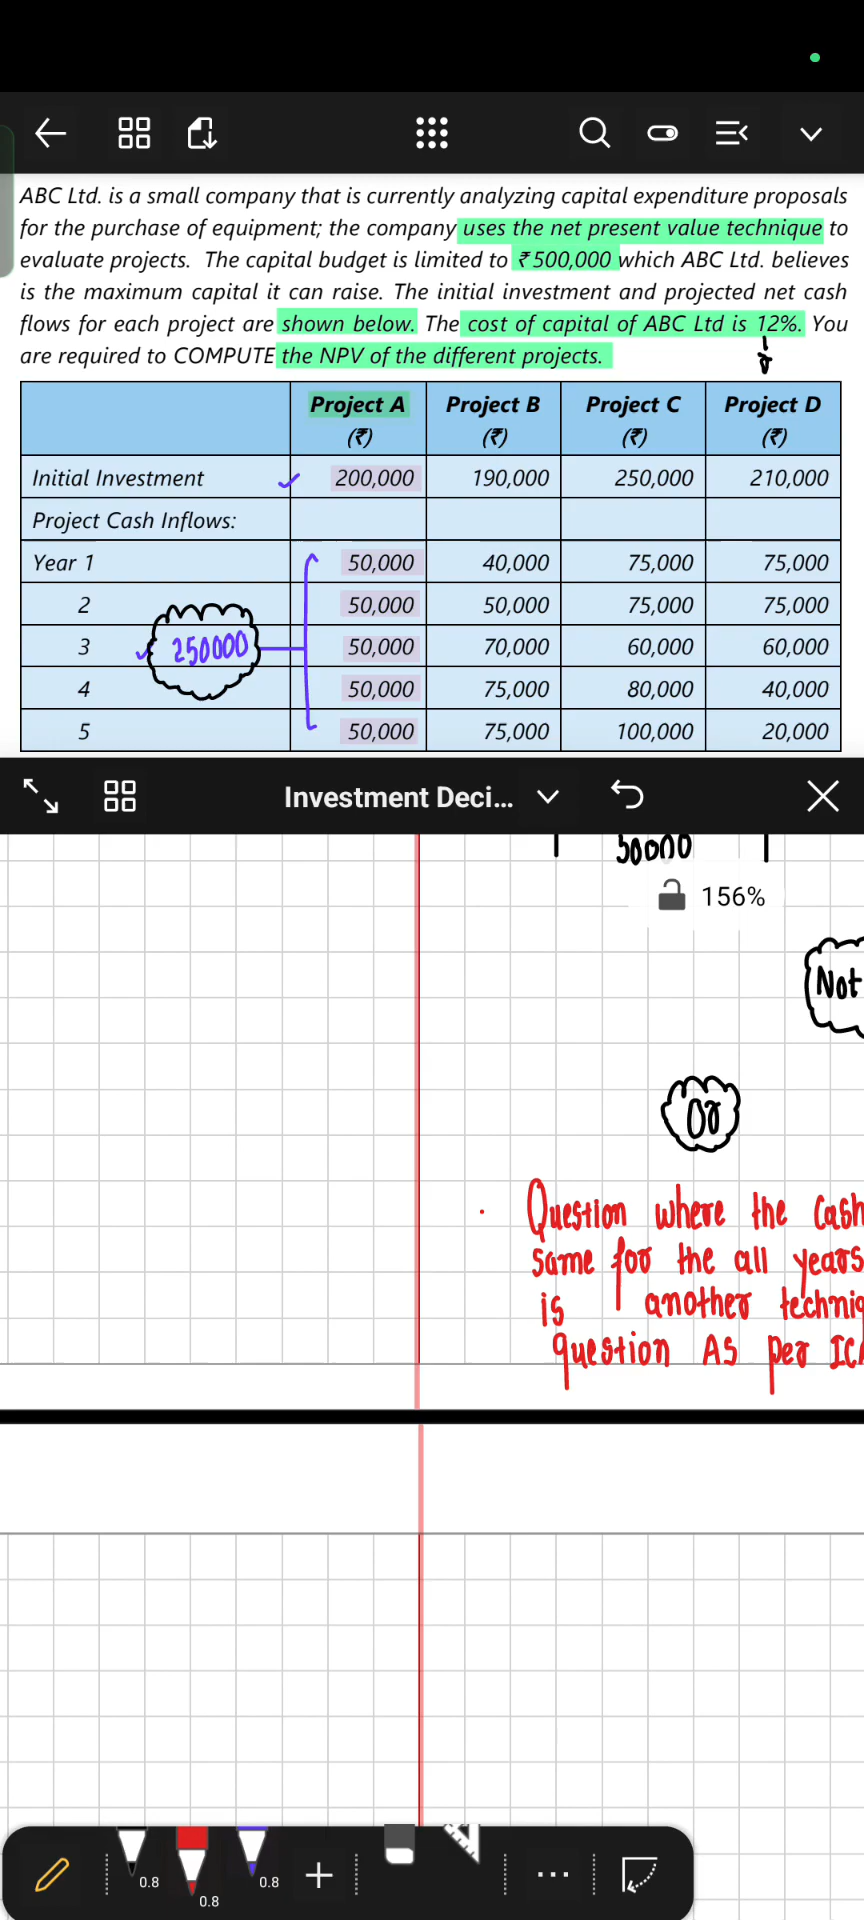 ABC Ltd. is a small company that is currently analyzing capital expenditure proposals
for the purchase of equipment; the company uses the net present value technique to
evaluate projects. The capital budget is limited to ₹500,000 which ABC Ltd. believes
is the maximum capital it can raise. The initial investment and projected net cash
flows for each project are shown below. The cost of capital of ABC Ltd is 12%. You
are required to COMPUTE the NPV of the different projects.
Project A Project B Project C Project D
(₹) (₹) (₹) (₹)
Initial Investment 200,000 190,000 250,000 210,000
Project Cash Inflows:
Year 1 50,000 40,000 75,000 75,000
2 50,000 50,000 75,000 75,000
3 250000 50,000 70,000 60,000 60,000
4 50,000 75,000 80,000 40,000
5 50,000 75,000 100,000 20,000
Investment Deci...
50000
156%
Not
Or
Question where the Cash
same for the all years
is another techniq
question As per ICA
0.8 0.8 0.8